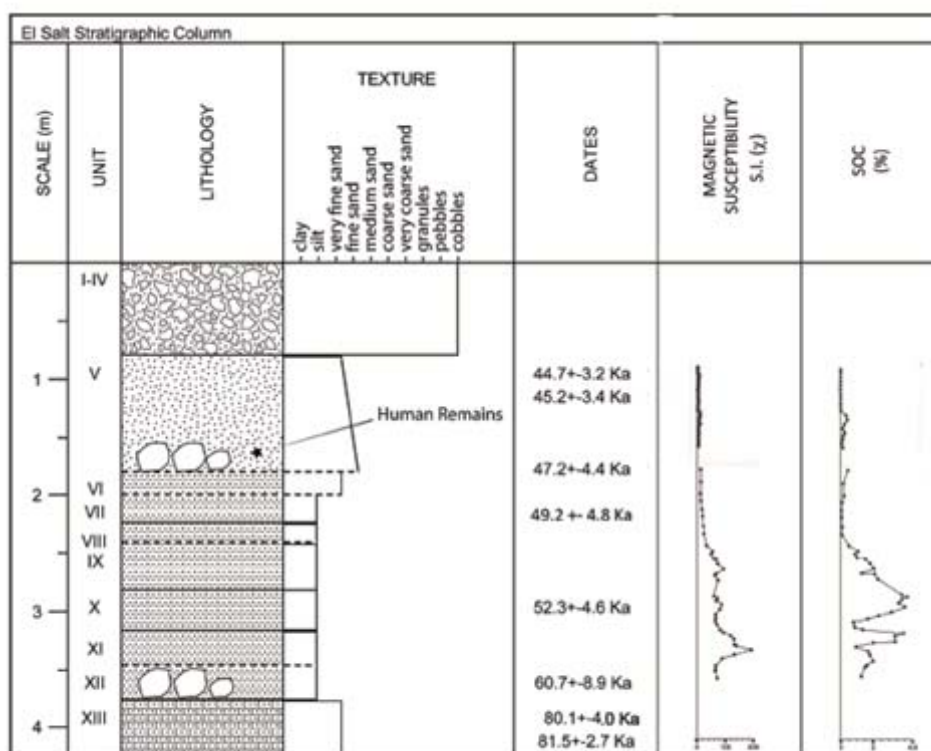 El Salt Stratigraphic Column
SCALE (m)
UNIT
LITHOLOGY
TEXTURE
clay
silt
very fine sand
fine sand
medium sand
coarse sand
very coarse sand
granules
pebbles
cobbles
DATES
MAGNETIC
SUSCEPTIBILITY
S.I. (χ)
SOC
(%)
I-IV
1
V
44.7+-3.2 Ka
45.2+-3.4 Ka
Human Remains
47.2+-4.4 Ka
VI
2
VII
49.2 +- 4.8 Ka
VIII
IX
X
3
52.3+-4.6 Ka
XI
XII
60.7+-8.9 Ka
XIII
80.1+-4.0 Ka
4
81.5+-2.7 Ka